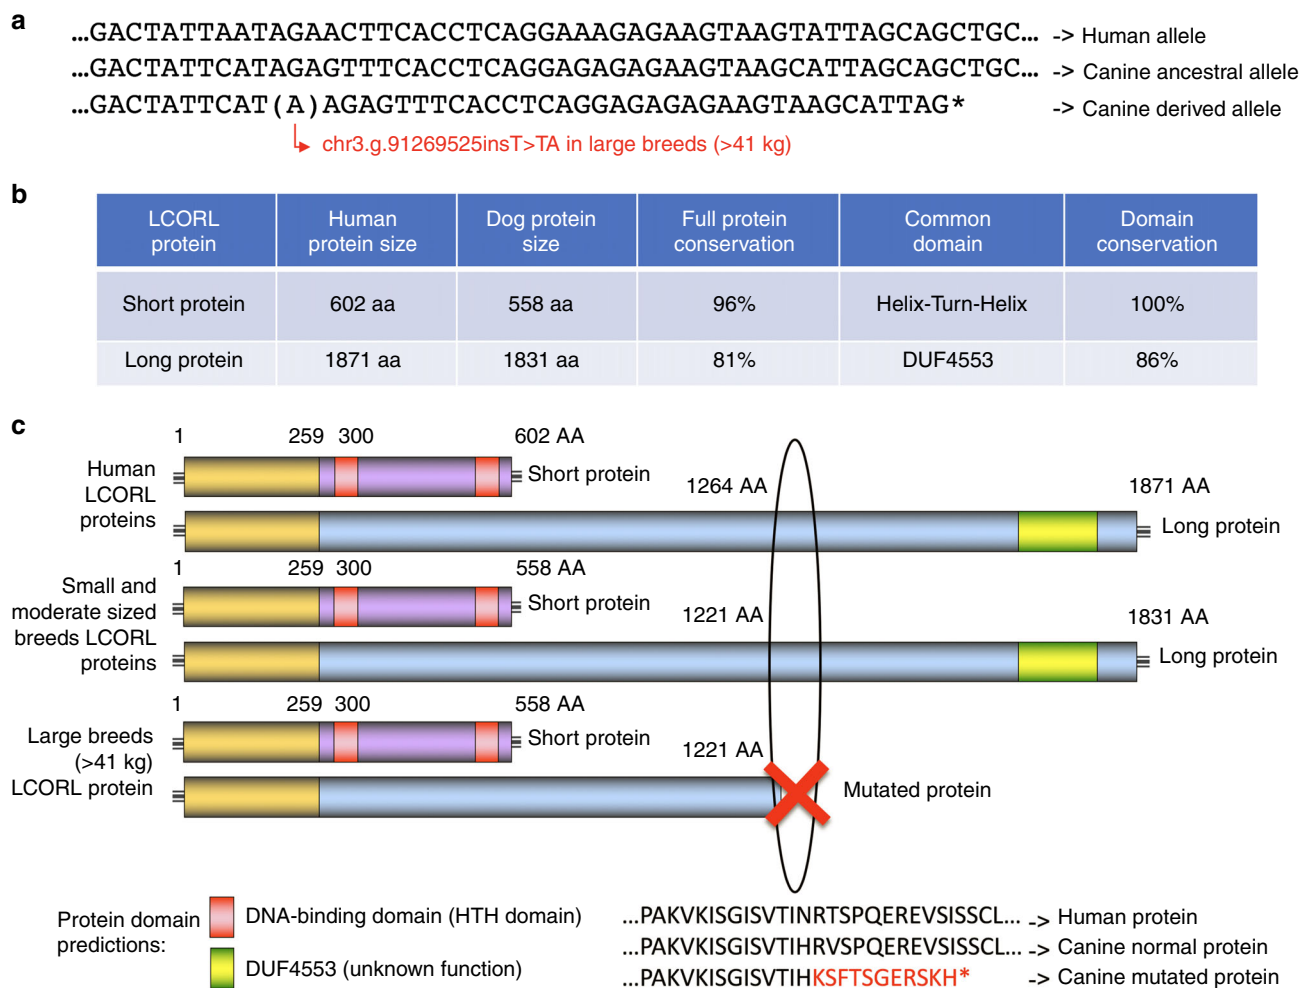 a
...GACTATTAATAGAACTTCACCTCAGGAAAGAGAAGTAAGTATTAGCAGCTGC... -> Human allele
...GACTATTCATAGAGTTTCACCTCAGGAGAGAGAAGTAAGCATTAGCAGCTGC... -> Canine ancestral allele
...GACTATTCAT(A)AGAGTTTCACCTCAGGAGAGAGAAGTAAGCATTAG* -> Canine derived allele
chr3.g.91269525insT>TA in large breeds (>41 kg)
b
LCORL protein | Human protein size | Dog protein size | Full protein conservation | Common domain | Domain conservation
Short protein | 602 aa | 558 aa | 96% | Helix-Turn-Helix | 100%
Long protein | 1871 aa | 1831 aa | 81% | DUF4553 | 86%
c
1 259 300 602 AA
Human LCORL proteins
Short protein
1264 AA 1871 AA
Long protein
1 259 300 558 AA
Small and moderate sized breeds LCORL proteins
Short protein
1221 AA 1831 AA
Long protein
1 259 300 558 AA
Large breeds (>41 kg) LCORL protein
Short protein
1221 AA
Mutated protein
Protein domain predictions:
DNA-binding domain (HTH domain)
DUF4553 (unknown function)
...PAKVKISGISVTINRTSPQEREVSISSCL... -> Human protein
...PAKVKISGISVTIHRVSPQEREVSISSCL... -> Canine normal protein
...PAKVKISGISVTIHKSFTSGERSKH* -> Canine mutated protein